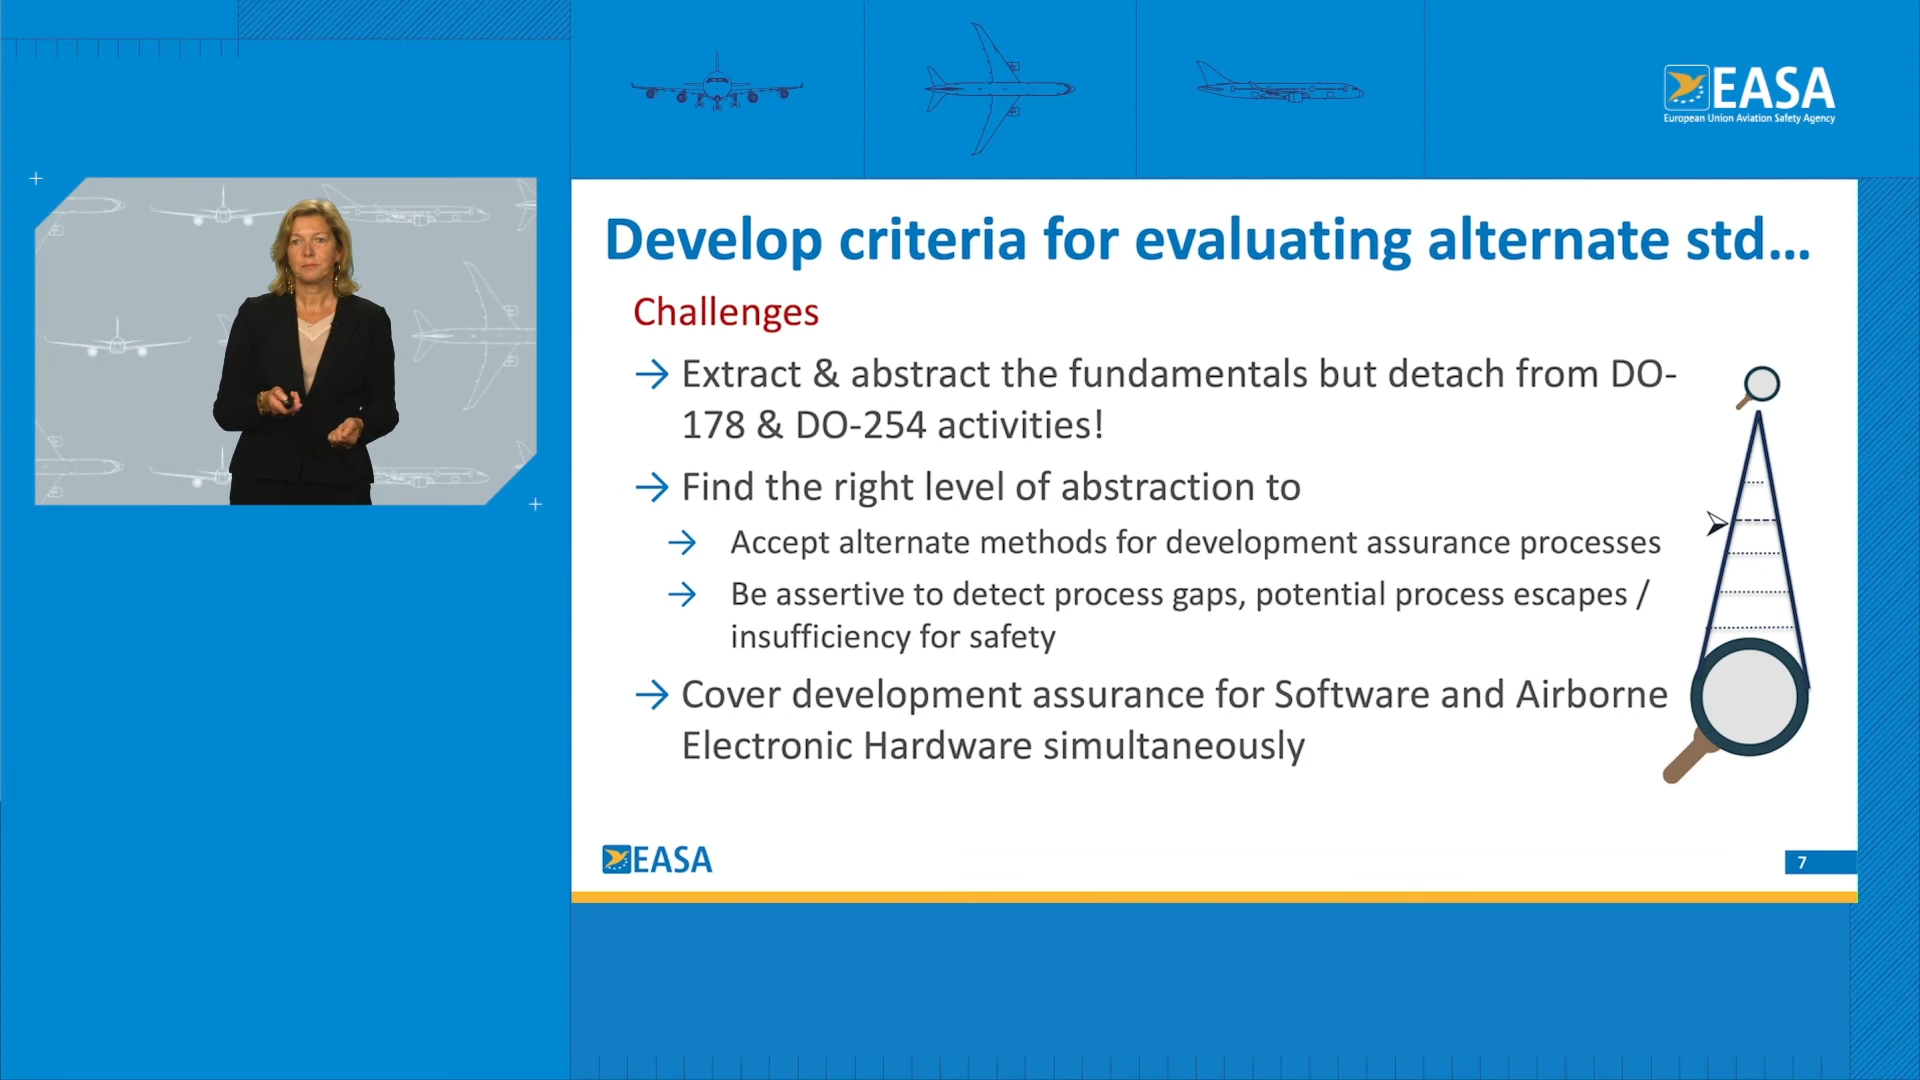 EASA
European Union Aviation Safety Agency
Develop criteria for evaluating alternate std...
Challenges
→ Extract & abstract the fundamentals but detach from DO-
178 & DO-254 activities!
→ Find the right level of abstraction to
→ Accept alternate methods for development assurance processes
→ Be assertive to detect process gaps, potential process escapes /
insufficiency for safety
→ Cover development assurance for Software and Airborne
Electronic Hardware simultaneously
EASA
7